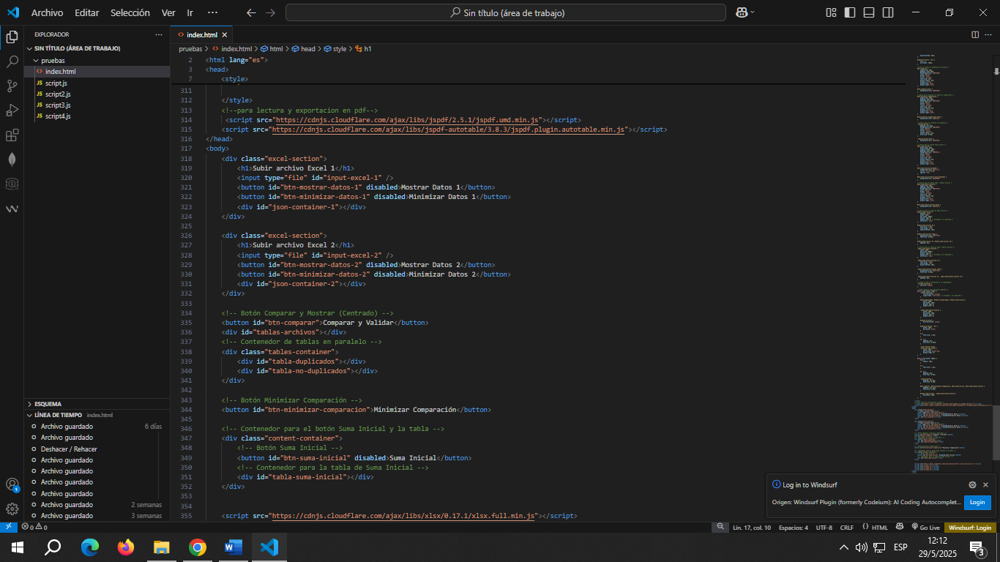 Archivo Editar Selección Ver Ir ··· Sin título (área de trabajo)
EXPLORADOR ···
SIN TÍTULO (ÁREA DE TRABAJO)
pruebas
<> index.html
JS script.js
JS script2.js
JS script3.js
JS script4.js
ESQUEMA
LÍNEA DE TIEMPO index.html
Archivo guardado 6 días
Archivo guardado
Deshacer / Rehacer
Archivo guardado
Archivo guardado
Archivo guardado
Archivo guardado
Archivo guardado 2 semanas
Archivo guardado 3 semanas
<> index.html ×
pruebas > <> index.html > html > head > style > h1
2 <html lang="es">
3 <head>
7 <style>
311
312 </style>
313 <!--para lectura y exportacion en pdf-->
314 <script src="https://cdnjs.cloudflare.com/ajax/libs/jspdf/2.5.1/jspdf.umd.min.js"></script>
315 <script src="https://cdnjs.cloudflare.com/ajax/libs/jspdf-autotable/3.8.3/jspdf.plugin.autotable.min.js"></script>
316 </head>
317 <body>
318 <div class="excel-section">
319 <h1>Subir archivo Excel 1</h1>
320 <input type="file" id="input-excel-1" />
321 <button id="btn-mostrar-datos-1" disabled>Mostrar Datos 1</button>
322 <button id="btn-minimizar-datos-1" disabled>Minimizar Datos 1</button>
323 <div id="json-container-1"></div>
324 </div>
325
326 <div class="excel-section">
327 <h1>Subir archivo Excel 2</h1>
328 <input type="file" id="input-excel-2" />
329 <button id="btn-mostrar-datos-2" disabled>Mostrar Datos 2</button>
330 <button id="btn-minimizar-datos-2" disabled>Minimizar Datos 2</button>
331 <div id="json-container-2"></div>
332 </div>
333
334 <!-- Botón Comparar y Mostrar (Centrado) -->
335 <button id="btn-comparar">Comparar y Validar</button>
336 <div id="tablas-archivos"></div>
337 <!-- Contenedor de tablas en paralelo -->
338 <div class="tables-container">
339 <div id="tabla-duplicados"></div>
340 <div id="tabla-no-duplicados"></div>
341 </div>
342
343 <!-- Botón Minimizar Comparación -->
344 <button id="btn-minimizar-comparacion">Minimizar Comparación</button>
345
346 <!-- Contenedor para el botón Suma Inicial y la tabla -->
347 <div class="content-container">
348 <!-- Botón Suma Inicial -->
349 <button id="btn-suma-inicial" disabled>Suma Inicial</button>
350 <!-- Contenedor para la tabla de Suma Inicial -->
351 <div id="tabla-suma-inicial"></div>
352 </div>
353
354
355 <script src="https://cdnjs.cloudflare.com/ajax/libs/xlsx/0.17.1/xlsx.full.min.js"></script>
Log in to Windsurf
Origen: Windsurf Plugin (formerly Codeium): AI Coding Autocomplet... Login
0 0 Lín. 17, col. 10 Espacios: 4 UTF-8 CRLF {} HTML Go Live Windsurf: Login
1
ESP 12:12
29/5/2025
3